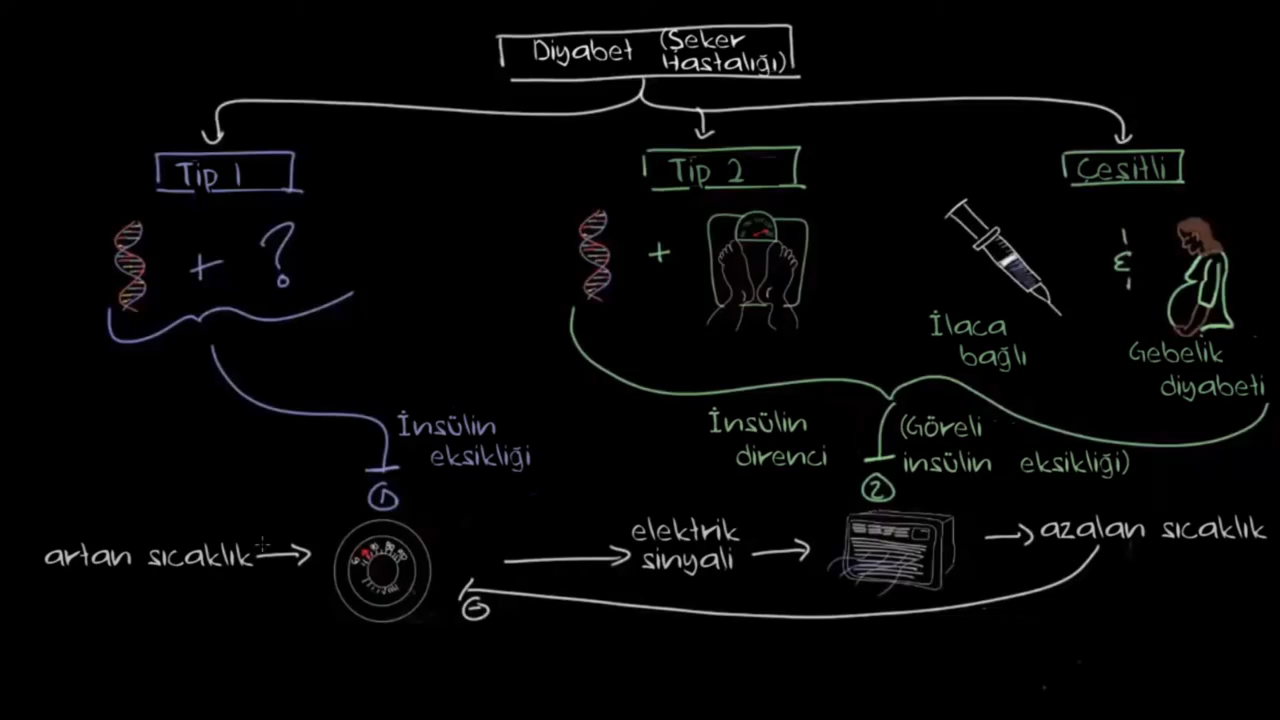 Diyabet (Şeker
Hastalığı)
Tip 1
Tip 2
Çeşitli
+ ?
+
&
İlaca
bağlı
Gebelik
diyabeti
İnsülin
eksikliği
İnsülin
direnci
(Göreli
insülin eksikliği)
1
2
artan sıcaklık
elektrik
sinyali
azalan sıcaklık